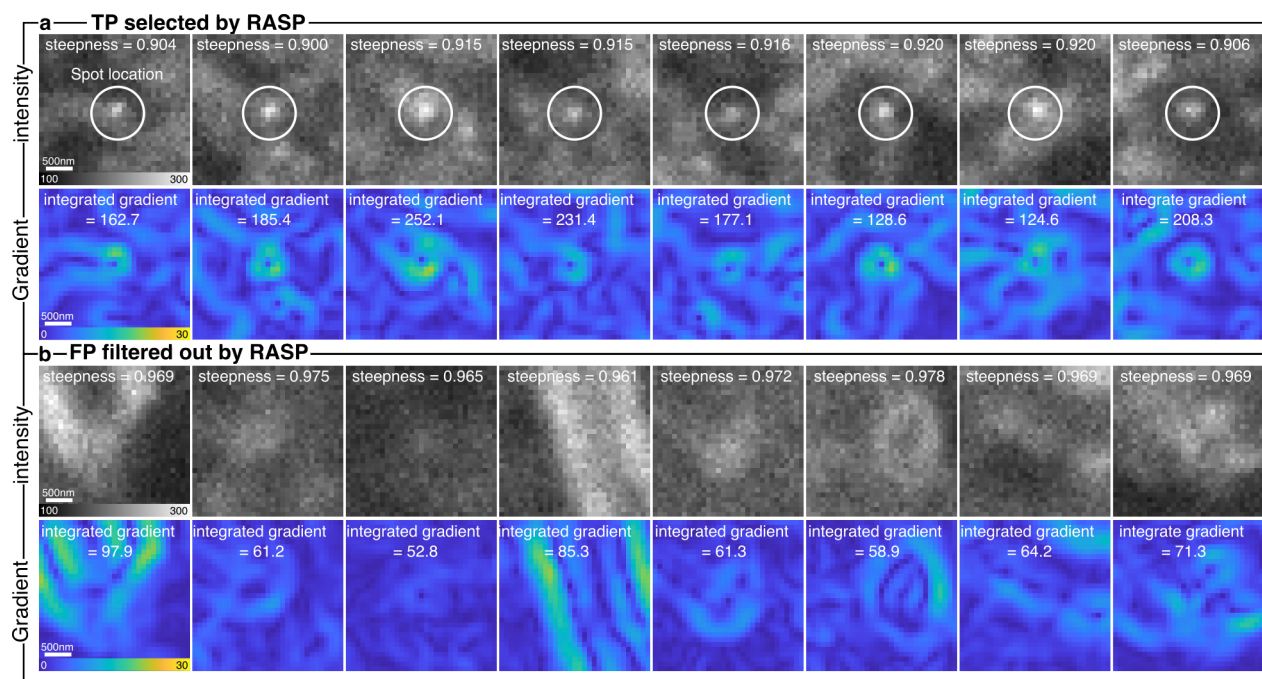 a TP selected by RASP
intensity
steepness = 0.904
steepness = 0.900
steepness = 0.915
steepness = 0.915
steepness = 0.916
steepness = 0.920
steepness = 0.920
steepness = 0.906
Spot location
500nm
100 300
Gradient
integrated gradient
= 162.7
integrated gradient
= 185.4
integrated gradient
= 252.1
integrated gradient
= 231.4
integrated gradient
= 177.1
integrated gradient
= 128.6
integrated gradient
= 124.6
integrate gradient
= 208.3
500nm
0 30
b FP filtered out by RASP
intensity
steepness = 0.969
steepness = 0.975
steepness = 0.965
steepness = 0.961
steepness = 0.972
steepness = 0.978
steepness = 0.969
steepness = 0.969
500nm
100 300
Gradient
integrated gradient
= 97.9
integrated gradient
= 61.2
integrated gradient
= 52.8
integrated gradient
= 85.3
integrated gradient
= 61.3
integrated gradient
= 58.9
integrated gradient
= 64.2
integrate gradient
= 71.3
500nm
0 30